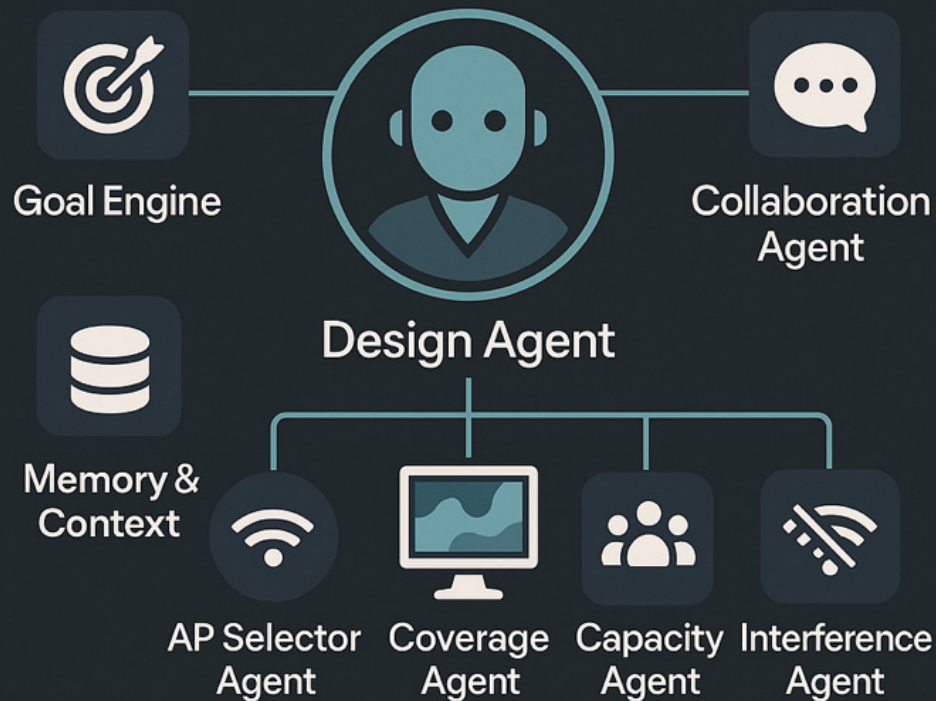 Goal Engine
Collaboration
Agent
Design Agent
Memory &
Context
AP Selector
Agent
Coverage
Agent
Capacity
Agent
Interference
Agent